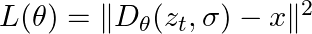 L(θ) = ‖D_θ(z_t, σ) − x‖²